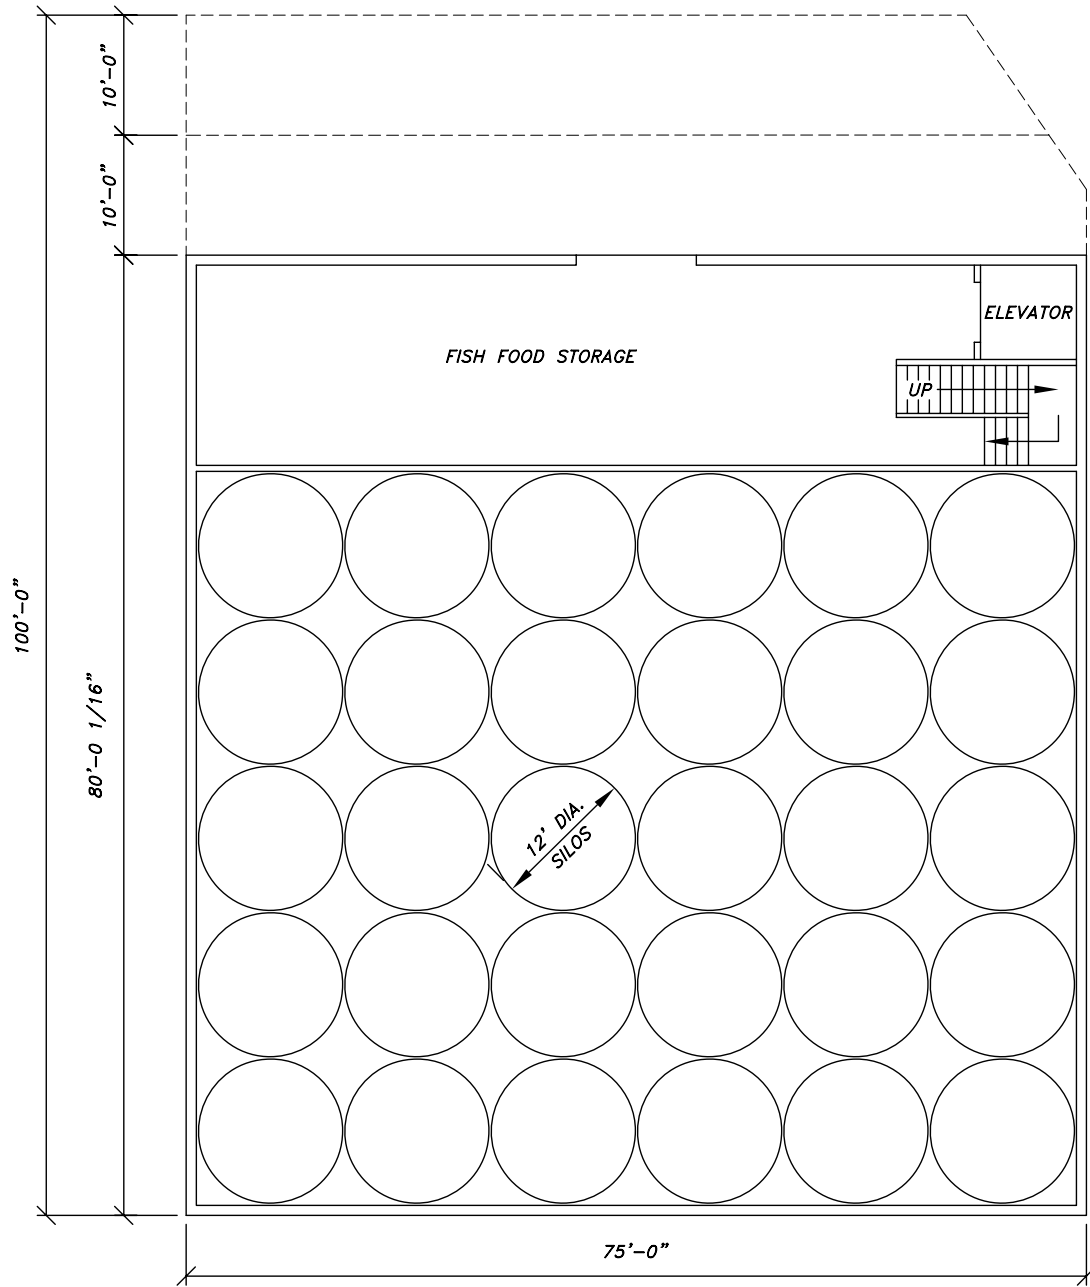 10'-0"
10'-0"
ELEVATOR
FISH FOOD STORAGE
UP
100'-0"
80'-0 1/16"
12' DIA.
SILOS
75'-0"